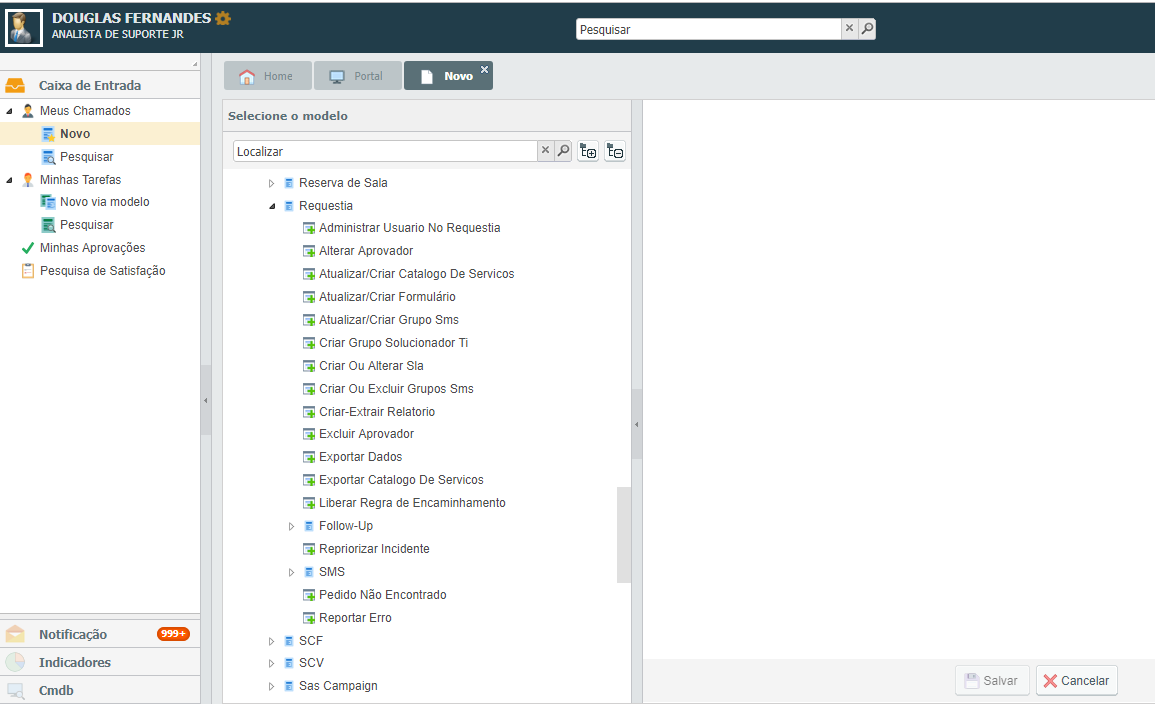 DOUGLAS FERNANDES
ANALISTA DE SUPORTE JR
Pesquisar
Caixa de Entrada
Meus Chamados
Novo
Pesquisar
Minhas Tarefas
Novo via modelo
Pesquisar
Minhas Aprovações
Pesquisa de Satisfação
Notificação 999+
Indicadores
Cmdb
Home Portal Novo
Selecione o modelo
Localizar
Reserva de Sala
Requestia
Administrar Usuario No Requestia
Alterar Aprovador
Atualizar/Criar Catalogo De Servicos
Atualizar/Criar Formulário
Atualizar/Criar Grupo Sms
Criar Grupo Solucionador Ti
Criar Ou Alterar Sla
Criar Ou Excluir Grupos Sms
Criar-Extrair Relatorio
Excluir Aprovador
Exportar Dados
Exportar Catalogo De Servicos
Liberar Regra de Encaminhamento
Follow-Up
Repriorizar Incidente
SMS
Pedido Não Encontrado
Reportar Erro
SCF
SCV
Sas Campaign
Salvar Cancelar